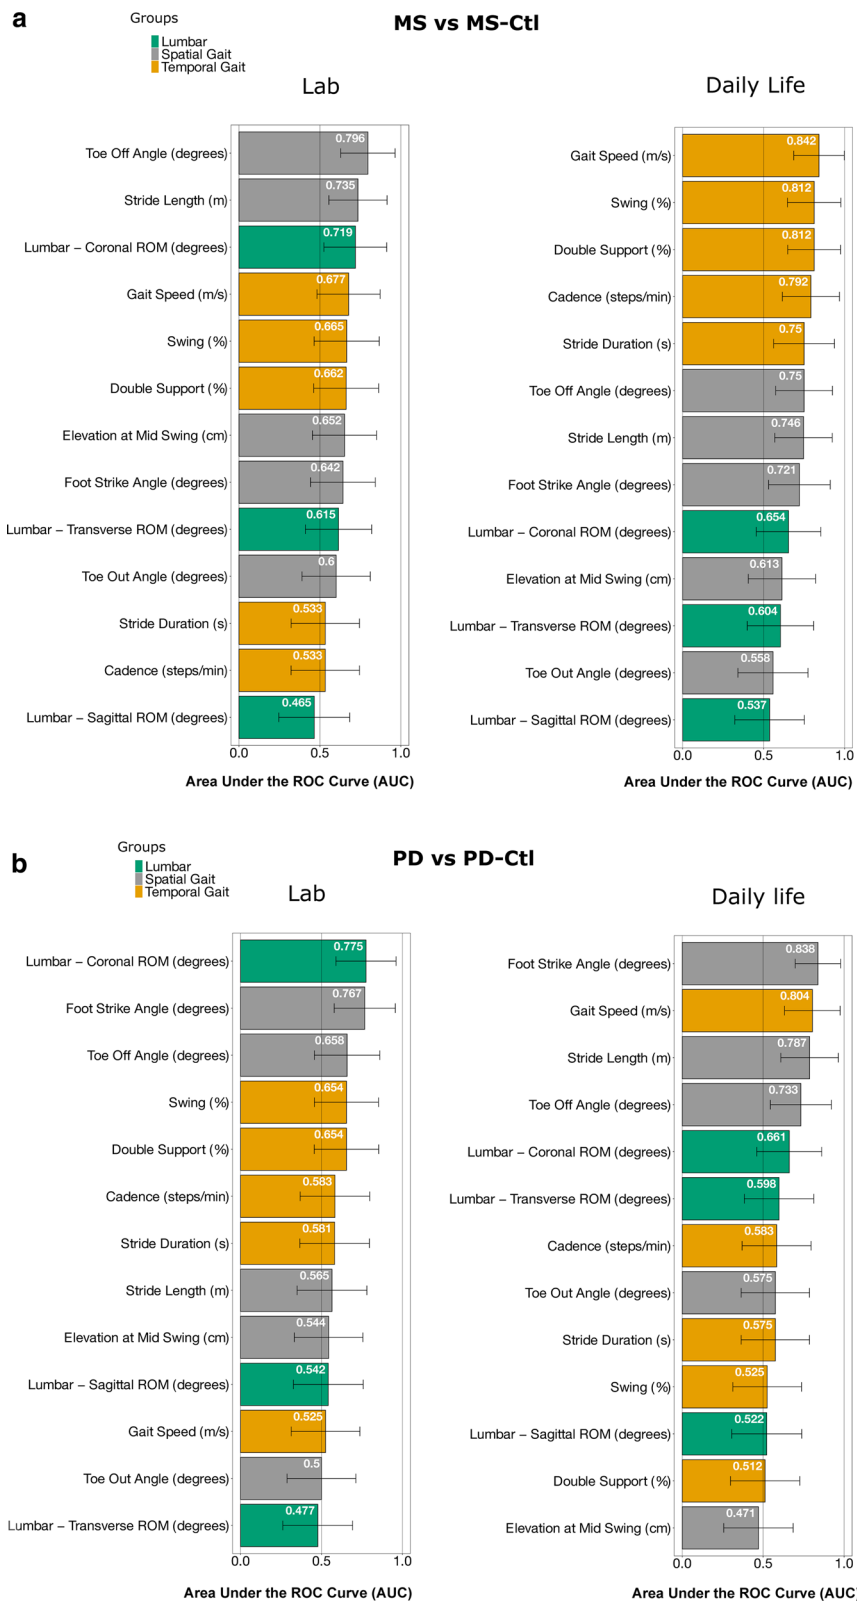 a
MS vs MS-Ctl
Groups
Lumbar
Spatial Gait
Temporal Gait
Lab
Toe Off Angle (degrees) 0.796
Stride Length (m) 0.735
Lumbar – Coronal ROM (degrees) 0.719
Gait Speed (m/s) 0.677
Swing (%) 0.665
Double Support (%) 0.662
Elevation at Mid Swing (cm) 0.652
Foot Strike Angle (degrees) 0.642
Lumbar – Transverse ROM (degrees) 0.615
Toe Out Angle (degrees) 0.6
Stride Duration (s) 0.533
Cadence (steps/min) 0.533
Lumbar – Sagittal ROM (degrees) 0.465
0.0 0.5 1.0
Area Under the ROC Curve (AUC)
Daily Life
Gait Speed (m/s) 0.842
Swing (%) 0.812
Double Support (%) 0.812
Cadence (steps/min) 0.792
Stride Duration (s) 0.75
Toe Off Angle (degrees) 0.75
Stride Length (m) 0.746
Foot Strike Angle (degrees) 0.721
Lumbar – Coronal ROM (degrees) 0.654
Elevation at Mid Swing (cm) 0.613
Lumbar – Transverse ROM (degrees) 0.604
Toe Out Angle (degrees) 0.558
Lumbar – Sagittal ROM (degrees) 0.537
0.0 0.5 1.0
Area Under the ROC Curve (AUC)
b
PD vs PD-Ctl
Groups
Lumbar
Spatial Gait
Temporal Gait
Lab
Lumbar – Coronal ROM (degrees) 0.775
Foot Strike Angle (degrees) 0.767
Toe Off Angle (degrees) 0.658
Swing (%) 0.654
Double Support (%) 0.654
Cadence (steps/min) 0.583
Stride Duration (s) 0.581
Stride Length (m) 0.565
Elevation at Mid Swing (cm) 0.544
Lumbar – Sagittal ROM (degrees) 0.542
Gait Speed (m/s) 0.525
Toe Out Angle (degrees) 0.5
Lumbar – Transverse ROM (degrees) 0.477
0.0 0.5 1.0
Area Under the ROC Curve (AUC)
Daily life
Foot Strike Angle (degrees) 0.838
Gait Speed (m/s) 0.804
Stride Length (m) 0.787
Toe Off Angle (degrees) 0.733
Lumbar – Coronal ROM (degrees) 0.661
Lumbar – Transverse ROM (degrees) 0.598
Cadence (steps/min) 0.583
Toe Out Angle (degrees) 0.575
Stride Duration (s) 0.575
Swing (%) 0.525
Lumbar – Sagittal ROM (degrees) 0.522
Double Support (%) 0.512
Elevation at Mid Swing (cm) 0.471
0.0 0.5 1.0
Area Under the ROC Curve (AUC)